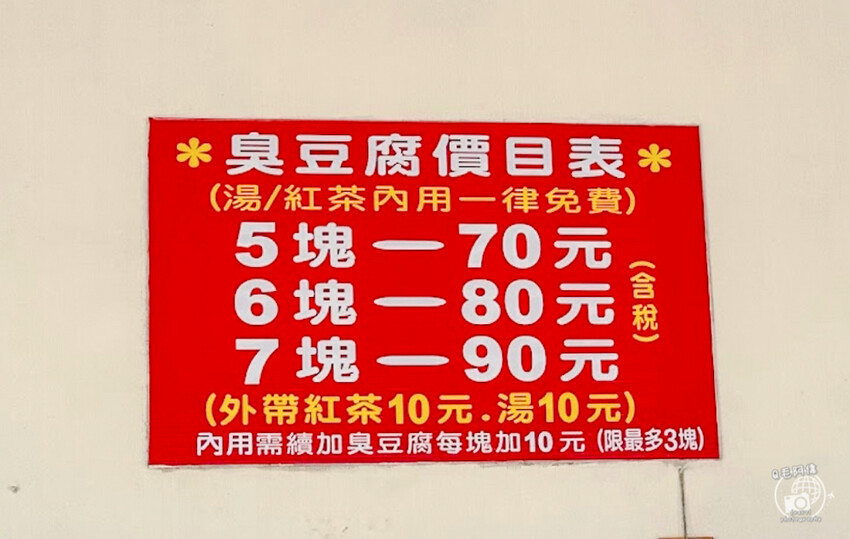 *臭豆腐價目表*
(湯/紅茶內用一律免費)
5塊—70元
6塊—80元
7塊—90元
(含稅)
(外帶紅茶10元.湯10元)
內用需續加臭豆腐每塊加10元(限最多3塊)